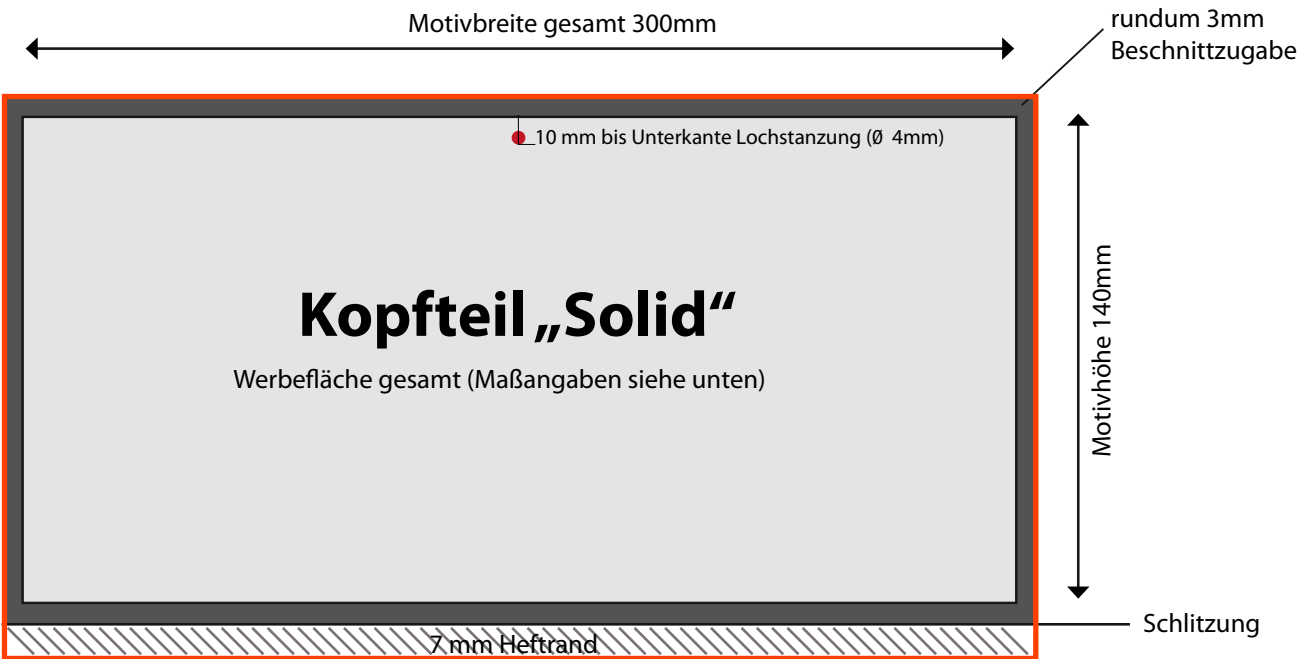 Motivbreite gesamt 300mm
rundum 3mm
Beschnittzugabe
10 mm bis Unterkante Lochstanzung (Ø 4mm)
Kopfteil „Solid“
Werbefläche gesamt (Maßangaben siehe unten)
Motivhöhe 140mm
Schlitzung
7 mm Heftrand